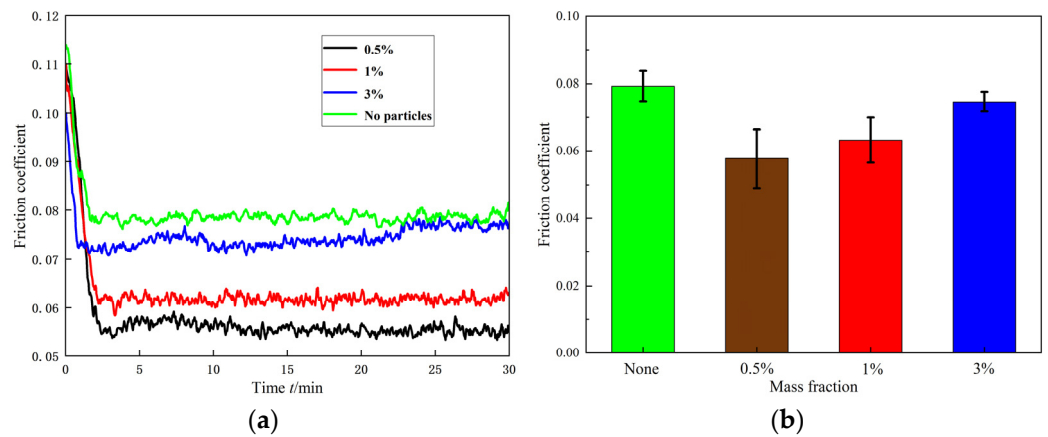 0.12
0.11
0.10
0.09
0.08
0.07
0.06
0.05
Friction coefficient
0.5%
1%
3%
No particles
0 5 10 15 20 25 30
Time t/min
(a)
0.10
0.08
0.06
0.04
0.02
0.00
Friction coefficient
None 0.5% 1% 3%
Mass fraction
(b)